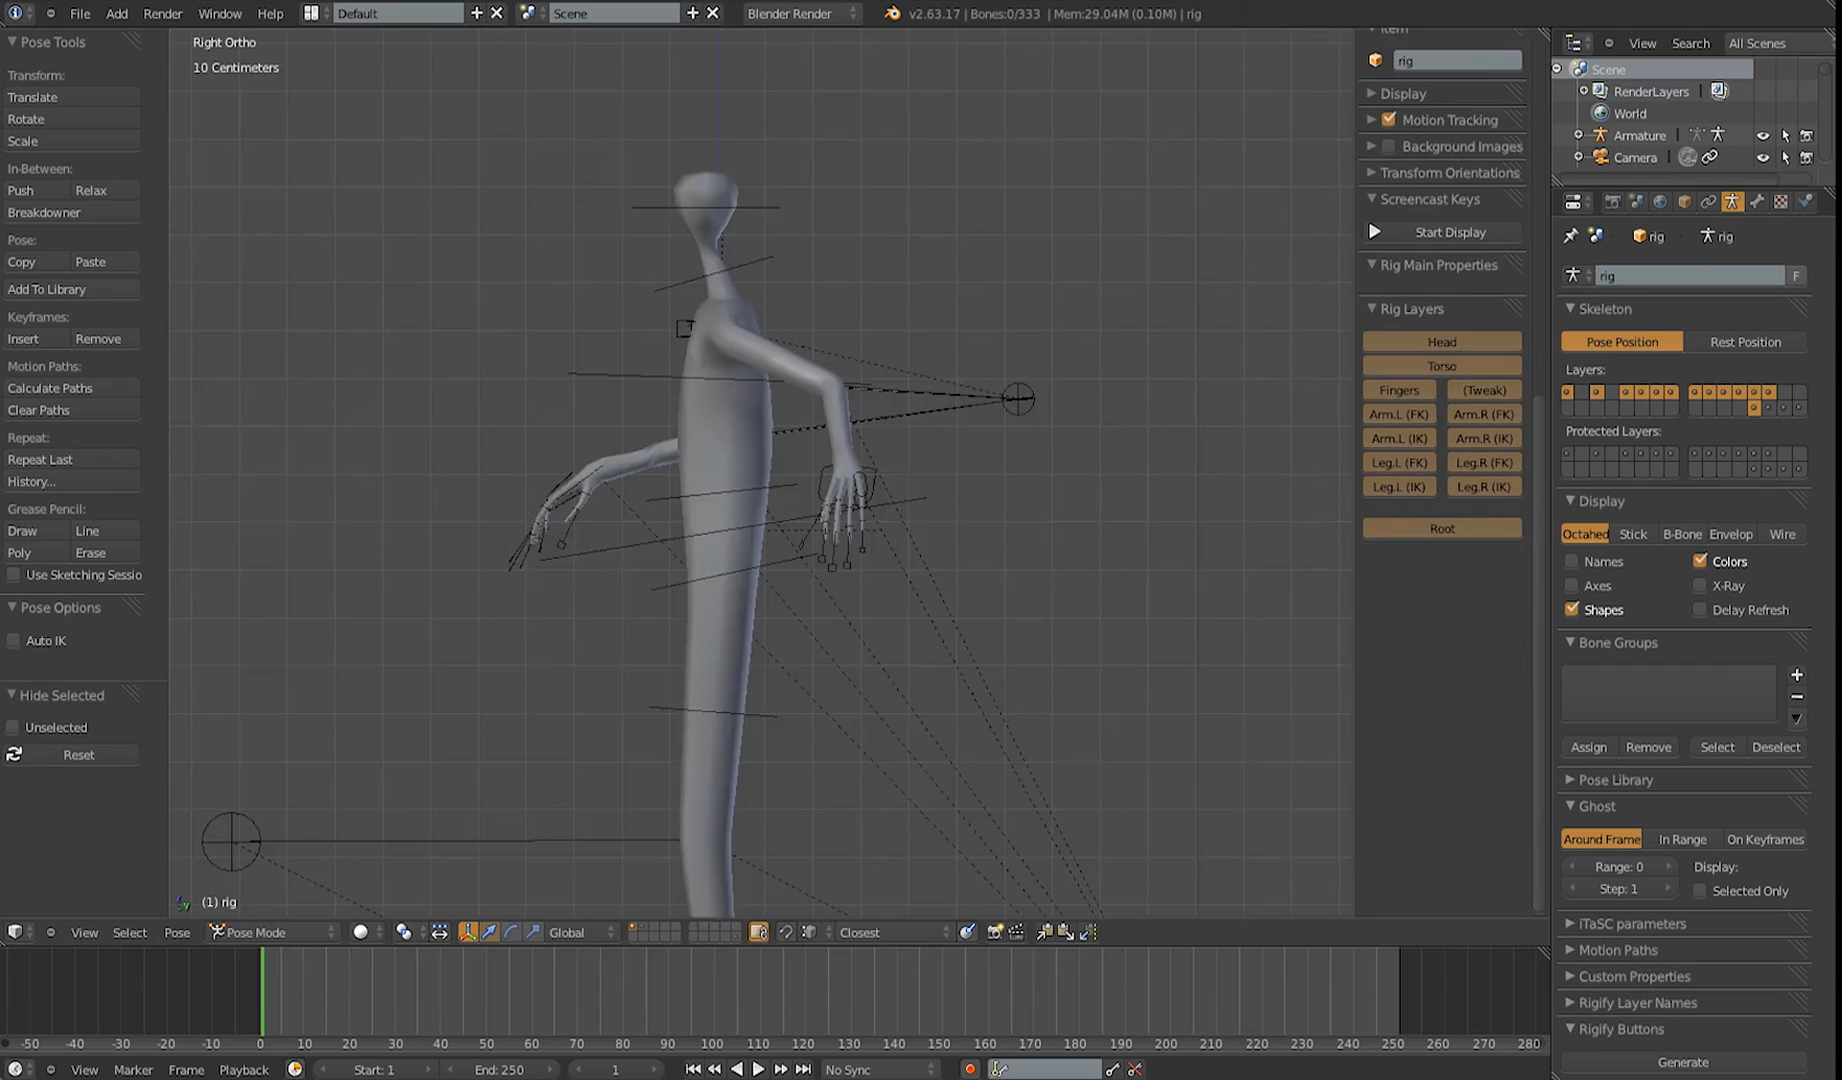 File Add Render Window Help Default Scene Blender Render v2.63.17 | Bones:0/333 | Mem:29.04M (0.10M) | rig
Pose Tools
Transform:
Translate
Rotate
Scale
In-Between:
Push Relax
Breakdowner
Pose:
Copy Paste
Add To Library
Keyframes:
Insert Remove
Motion Paths:
Calculate Paths
Clear Paths
Repeat:
Repeat Last
History...
Grease Pencil:
Draw Line
Poly Erase
Use Sketching Sessio
Pose Options
Auto IK
Hide Selected
Unselected
Reset
Right Ortho
10 Centimeters
(1) rig
Item
rig
Display
Motion Tracking
Background Images
Transform Orientations
Screencast Keys
Start Display
Rig Main Properties
Rig Layers
Head
Torso
Fingers (Tweak)
Arm.L (FK) Arm.R (FK)
Arm.L (IK) Arm.R (IK)
Leg.L (FK) Leg.R (FK)
Leg.L (IK) Leg.R (IK)
Root
View Search All Scenes
Scene
RenderLayers |
World
Armature |
Camera |
rig rig
rig F
Skeleton
Pose Position Rest Position
Layers:
Protected Layers:
Display
Octahed Stick B-Bone Envelop Wire
Names Colors
Axes X-Ray
Shapes Delay Refresh
Bone Groups
Assign Remove Select Deselect
Pose Library
Ghost
Around Frame In Range On Keyframes
Range: 0 Display:
Step: 1 Selected Only
iTaSC parameters
Motion Paths
Custom Properties
Rigify Layer Names
Rigify Buttons
Generate
View Select Pose Pose Mode Global Closest
-50 -40 -30 -20 -10 0 10 20 30 40 50 60 70 80 90 100 110 120 130 140 150 160 170 180 190 200 210 220 230 240 250 260 270 280
View Marker Frame Playback Start: 1 End: 250 1 No Sync